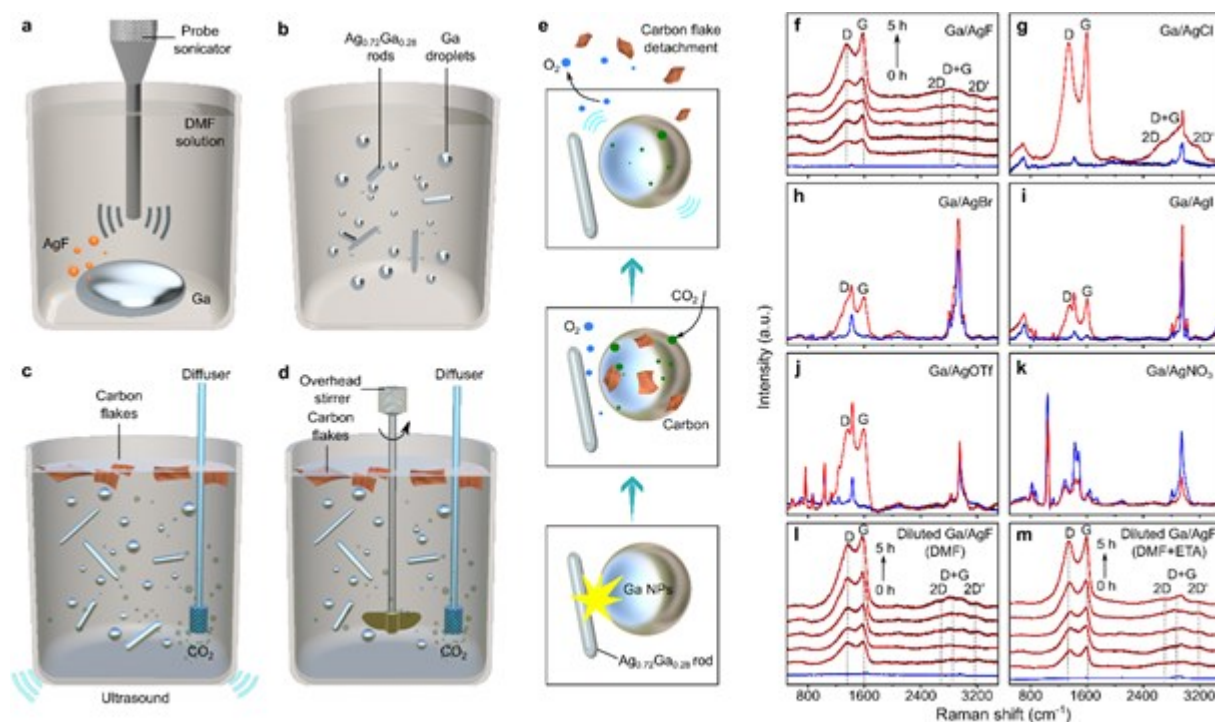 a
Probe
sonicator
DMF
solution
AgF
Ga
b
Ag0.72Ga0.28
rods
Ga
droplets
c
Diffuser
Carbon
flakes
CO2
Ultrasound
d
Overhead
stirrer
Diffuser
Carbon
flakes
CO2
e
Carbon flake
detachment
O2
CO2
O2
Carbon
Ga NPs
Ag0.72Ga0.28 rod
Intensity (a.u.)
f
Ga/AgF
D
G
5 h
0 h
D+G
2D
2D'
g
Ga/AgCl
D
G
D+G
2D
2D'
h
Ga/AgBr
D
G
i
Ga/AgI
D
G
j
Ga/AgOTf
D
G
k
Ga/AgNO3
l
Diluted Ga/AgF
(DMF)
D
G
5 h
0 h
D+G
2D
2D'
m
Diluted Ga/AgF
(DMF+ETA)
D
G
5 h
0 h
D+G
2D
2D'
800 1600 2400 3200 800 1600 2400 3200
Raman shift (cm⁻¹)